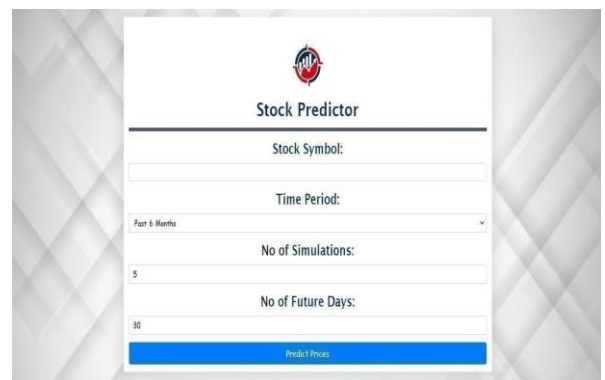 Stock Predictor
Stock Symbol:
Time Period:
Past 6 Months
No of Simulations:
5
No of Future Days:
30
Predict Prices